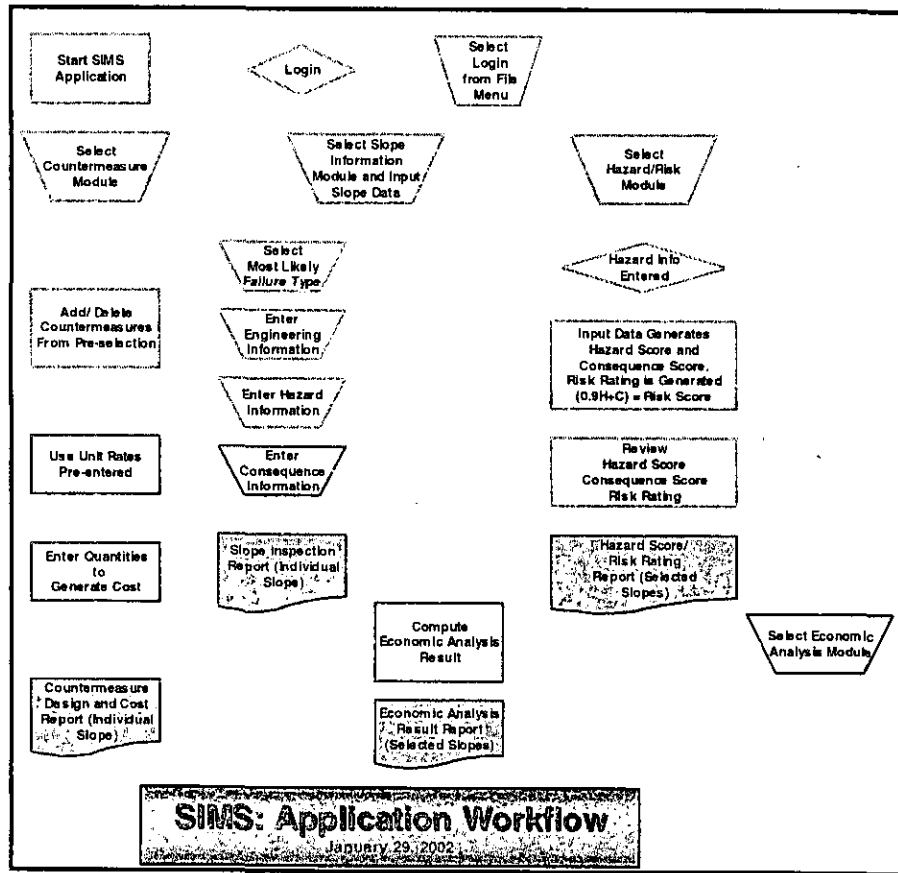 Start SIMS
Application
Login
Select
Login
from File
Menu
Select
Countermeasure
Module
Select Slope
Information
Module and Input
Slope Data
Select
Hazard/Risk
Module
Select
Most Likely
Failure Type
Hazard Info
Entered
Add/ Delete
Countermeasures
From Pre-selection
Enter
Engineering
Information
Input Data Generates
Hazard Score and
Consequence Score.
Risk Rating is Generated
(0.9H+C) = Risk Score
Enter Hazard
Information
Use Unit Rates
Pre-entered
Enter
Consequence
Information
Review
Hazard Score
Consequence Score
Risk Rating
Enter Quantities
to
Generate Cost
Slope Inspection
Report (Individual
Slope)
Hazard Score/
Risk Rating
Report (Selected
Slopes)
Compute
Economic Analysis
Result
Select Economic
Analysis Module
Countermeasure
Design and Cost
Report (Individual
Slope)
Economic Analysis
Result Report
(Selected Slopes)
SIMS: Application Workflow
January 29, 2002